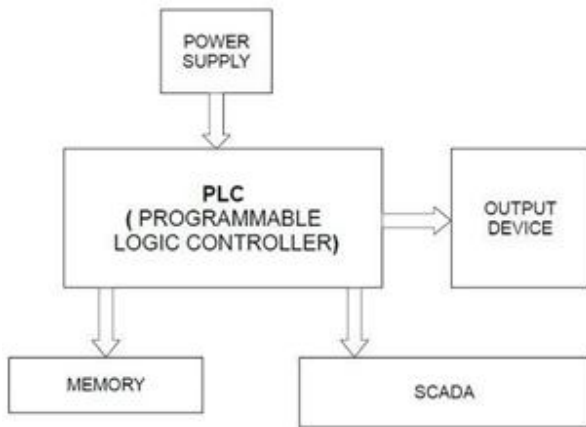 POWER
SUPPLY
PLC
( PROGRAMMABLE
LOGIC CONTROLLER)
OUTPUT
DEVICE
MEMORY
SCADA